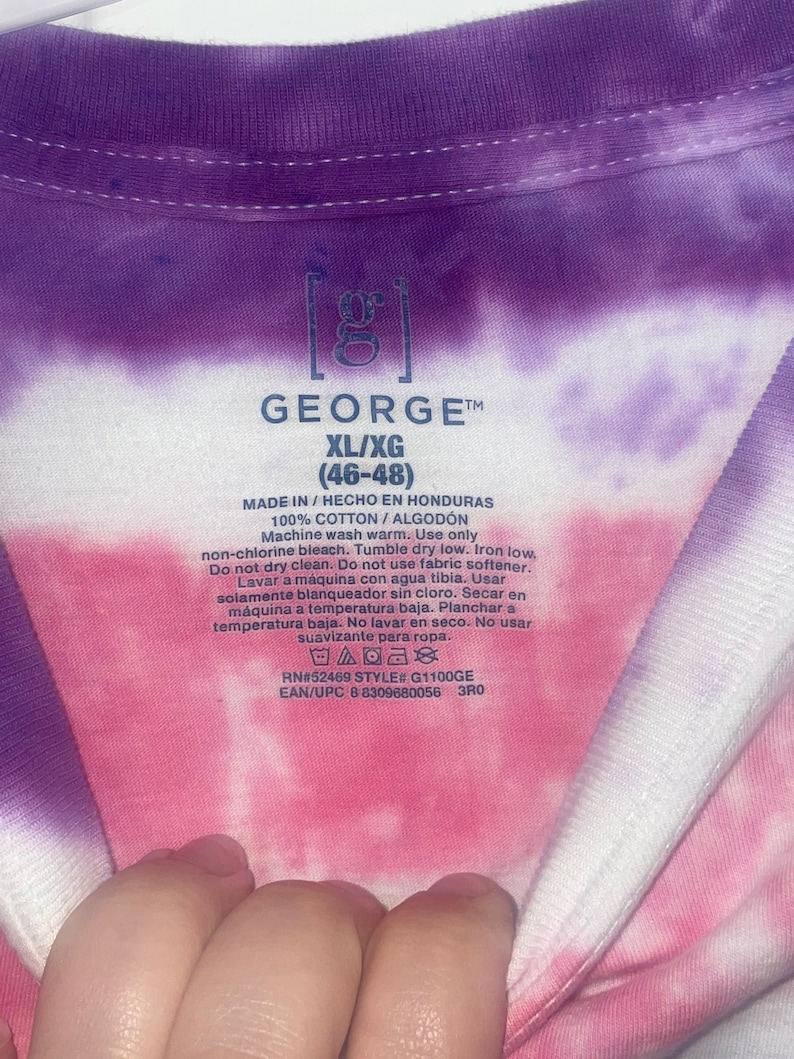 [g]
GEORGE™
XL/XG
(46-48)
MADE IN / HECHO EN HONDURAS
100% COTTON / ALGODÓN
Machine wash warm. Use only
non-chlorine bleach. Tumble dry low. Iron low.
Do not dry clean. Do not use fabric softener.
Lavar a máquina con agua tibia. Usar
solamente blanqueador sin cloro. Secar en
máquina a temperatura baja. Planchar a
temperatura baja. No lavar en seco. No usar
suavizante para ropa.
RN#52469 STYLE# G1100GE
EAN/UPC 8 8309680056 3R0